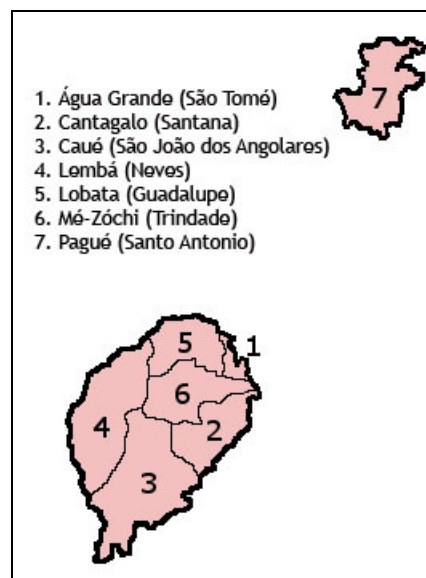 1. Água Grande (São Tomé)
2. Cantagalo (Santana)
3. Caué (São João dos Angolares)
4. Lembá (Neves)
5. Lobata (Guadalupe)
6. Mé-Zóchi (Trindade)
7. Pagué (Santo Antonio)
7
1
5
6
2
4
3